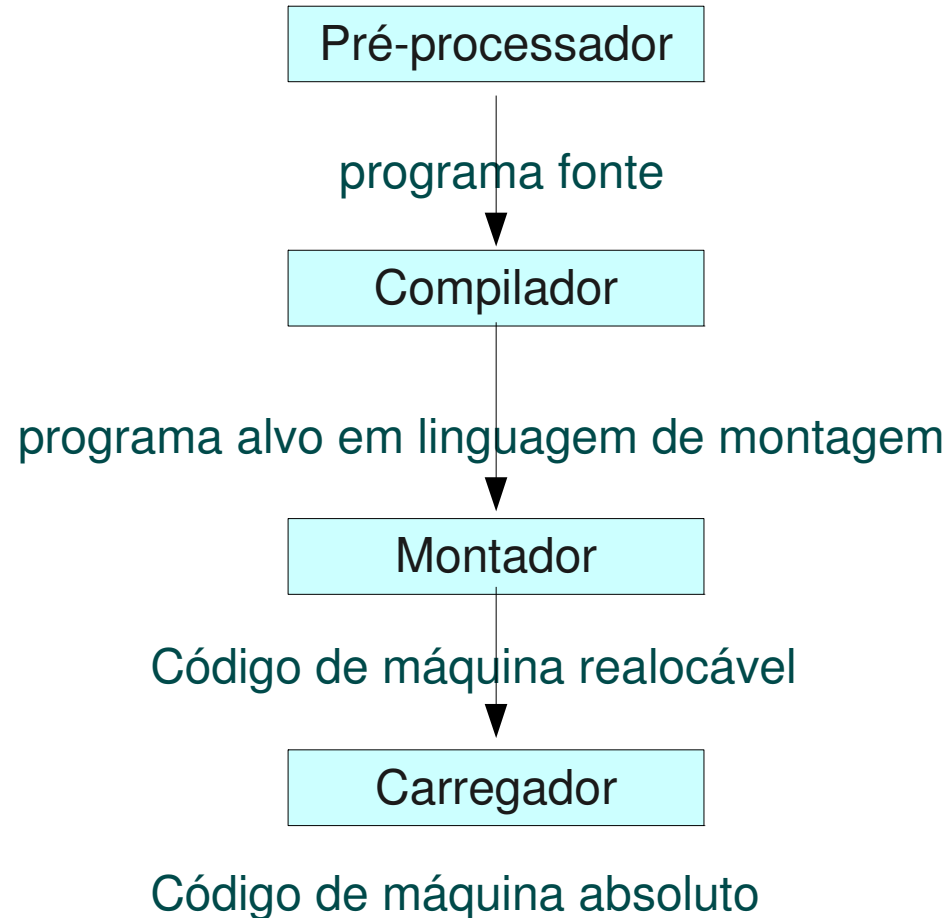 Pré-processador
programa fonte
Compilador
programa alvo em linguagem de montagem
Montador
Código de máquina realocável
Carregador
Código de máquina absoluto